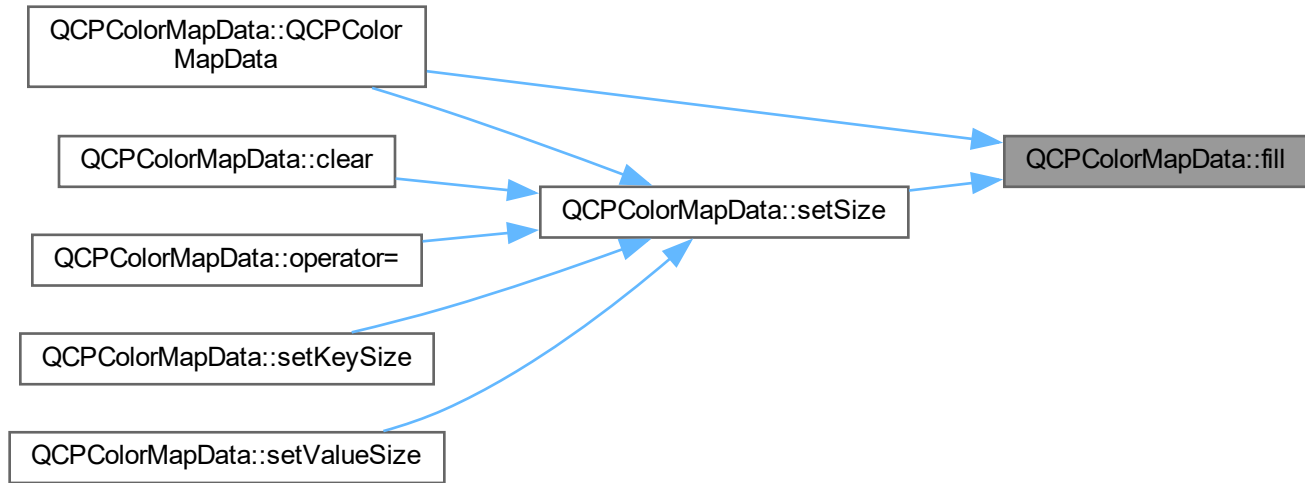 QCPColorMapData::QCPColor
MapData
QCPColorMapData::clear
QCPColorMapData::fill
QCPColorMapData::setSize
QCPColorMapData::operator=
QCPColorMapData::setKeySize
QCPColorMapData::setValueSize